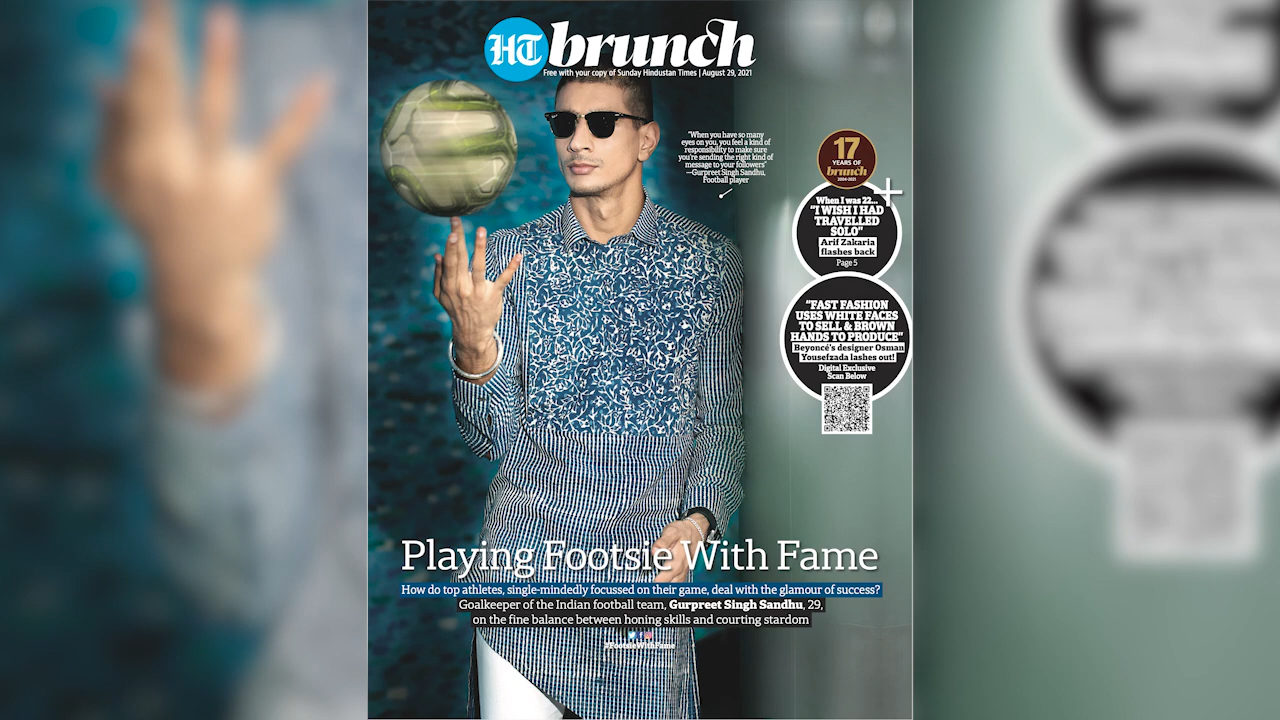 HT brunch
Free with your copy of Sunday Hindustan Times | August 29, 2021
"When you have so many
eyes on you, you feel a kind of
responsibility to make sure
you're sending the right kind of
message to your followers"
—Gurpreet Singh Sandhu,
Football player
17
YEARS OF
brunch
2004-2021
When I was 22...
"I WISH I HAD
TRAVELLED
SOLO"
Arif Zakaria
flashes back
Page 5
"FAST FASHION
USES WHITE FACES
TO SELL & BROWN
HANDS TO PRODUCE"
Beyoncé's designer Osman
Yousefzada lashes out!
Digital Exclusive
Scan Below
Playing Footsie With Fame
How do top athletes, single-mindedly focussed on their game, deal with the glamour of success?
Goalkeeper of the Indian football team, Gurpreet Singh Sandhu, 29,
on the fine balance between honing skills and courting stardom
#FootsieWithFame